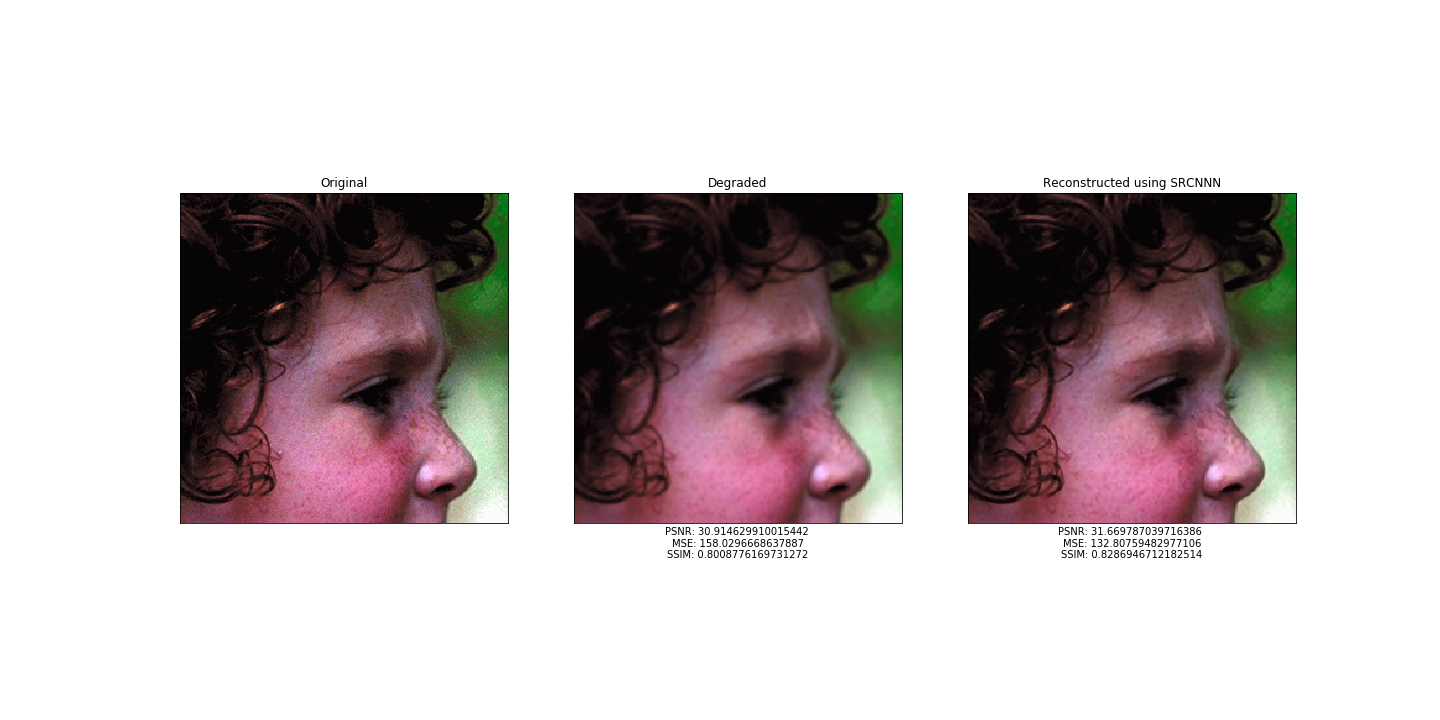 Original
Degraded
Reconstructed using SRCNNN
PSNR: 30.914629910015442
MSE: 158.0296668637887
SSIM: 0.8008776169731272
PSNR: 31.669787039716386
MSE: 132.80759482977106
SSIM: 0.8286946712182514